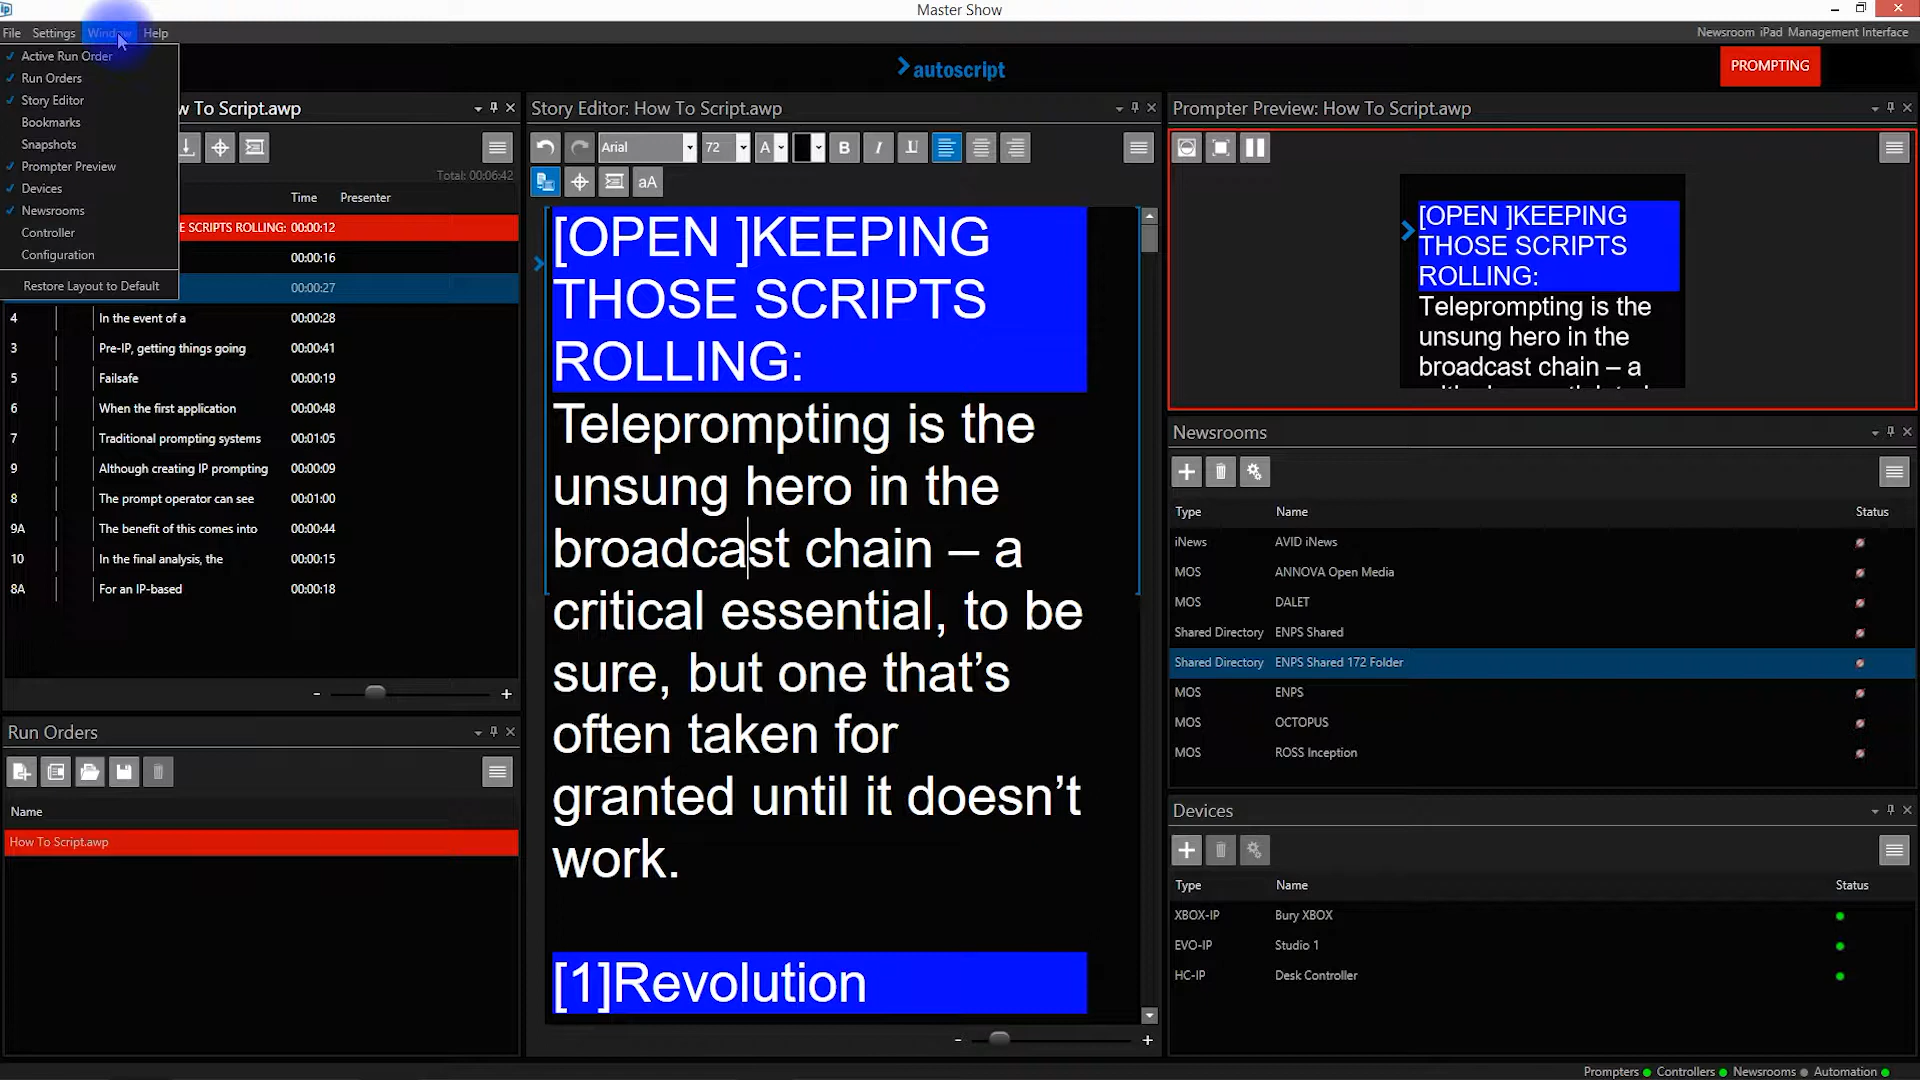 Master Show
File Settings Window Help
Newsroom iPad Management Interface
Active Run Order
Run Orders
Story Editor
Bookmarks
Snapshots
Prompter Preview
Devices
Newsrooms
Controller
Configuration
Restore Layout to Default
autoscript
PROMPTING
w To Script.awp
Total: 00:06:42
Time Presenter
E SCRIPTS ROLLING: 00:00:12
00:00:16
00:00:27
4 In the event of a 00:00:28
3 Pre-IP, getting things going 00:00:41
5 Failsafe 00:00:19
6 When the first application 00:00:48
7 Traditional prompting systems 00:01:05
9 Although creating IP prompting 00:00:09
8 The prompt operator can see 00:01:00
9A The benefit of this comes into 00:00:44
10 In the final analysis, the 00:00:15
8A For an IP-based 00:00:18
- +
Run Orders
Name
How To Script.awp
Story Editor: How To Script.awp
Arial 72 A B I U
aA
[OPEN ]KEEPING
THOSE SCRIPTS
ROLLING:
Teleprompting is the
unsung hero in the
broadcast chain – a
critical essential, to be
sure, but one that’s
often taken for
granted until it doesn’t
work.
[1]Revolution
- +
Prompter Preview: How To Script.awp
[OPEN ]KEEPING
THOSE SCRIPTS
ROLLING:
Teleprompting is the
unsung hero in the
broadcast chain – a
Newsrooms
Type Name Status
iNews AVID iNews
MOS ANNOVA Open Media
MOS DALET
Shared Directory ENPS Shared
Shared Directory ENPS Shared 172 Folder
MOS ENPS
MOS OCTOPUS
MOS ROSS Inception
Devices
Type Name Status
XBOX-IP Bury XBOX
EVO-IP Studio 1
HC-IP Desk Controller
Prompters Controllers Newsrooms Automation